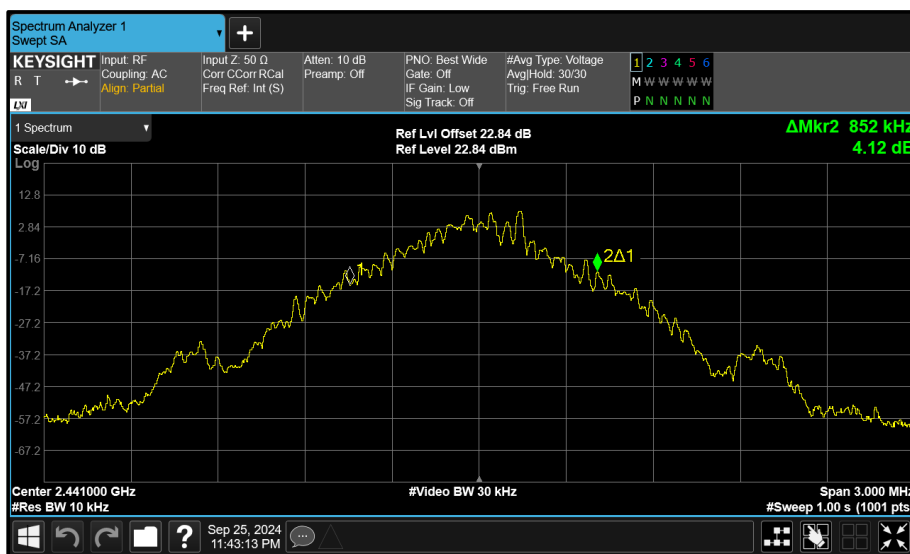 Spectrum Analyzer 1
Swept SA
+
KEYSIGHT
R T
LXI
Input: RF
Coupling: AC
Align: Partial
Input Z: 50 Ω
Corr CCorr RCal
Freq Ref: Int (S)
Atten: 10 dB
Preamp: Off
PNO: Best Wide
Gate: Off
IF Gain: Low
Sig Track: Off
#Avg Type: Voltage
Avg|Hold: 30/30
Trig: Free Run
1 2 3 4 5 6
M W W W W W
P N N N N N
1 Spectrum
Scale/Div 10 dB
Log
Ref Lvl Offset 22.84 dB
Ref Level 22.84 dBm
ΔMkr2 852 kHz
4.12 dB
12.8
2.84
-7.16
-17.2
-27.2
-37.2
-47.2
-57.2
-67.2
1
2Δ1
Center 2.441000 GHz
#Res BW 10 kHz
#Video BW 30 kHz
Span 3.000 MHz
#Sweep 1.00 s (1001 pts
?
Sep 25, 2024
11:43:13 PM